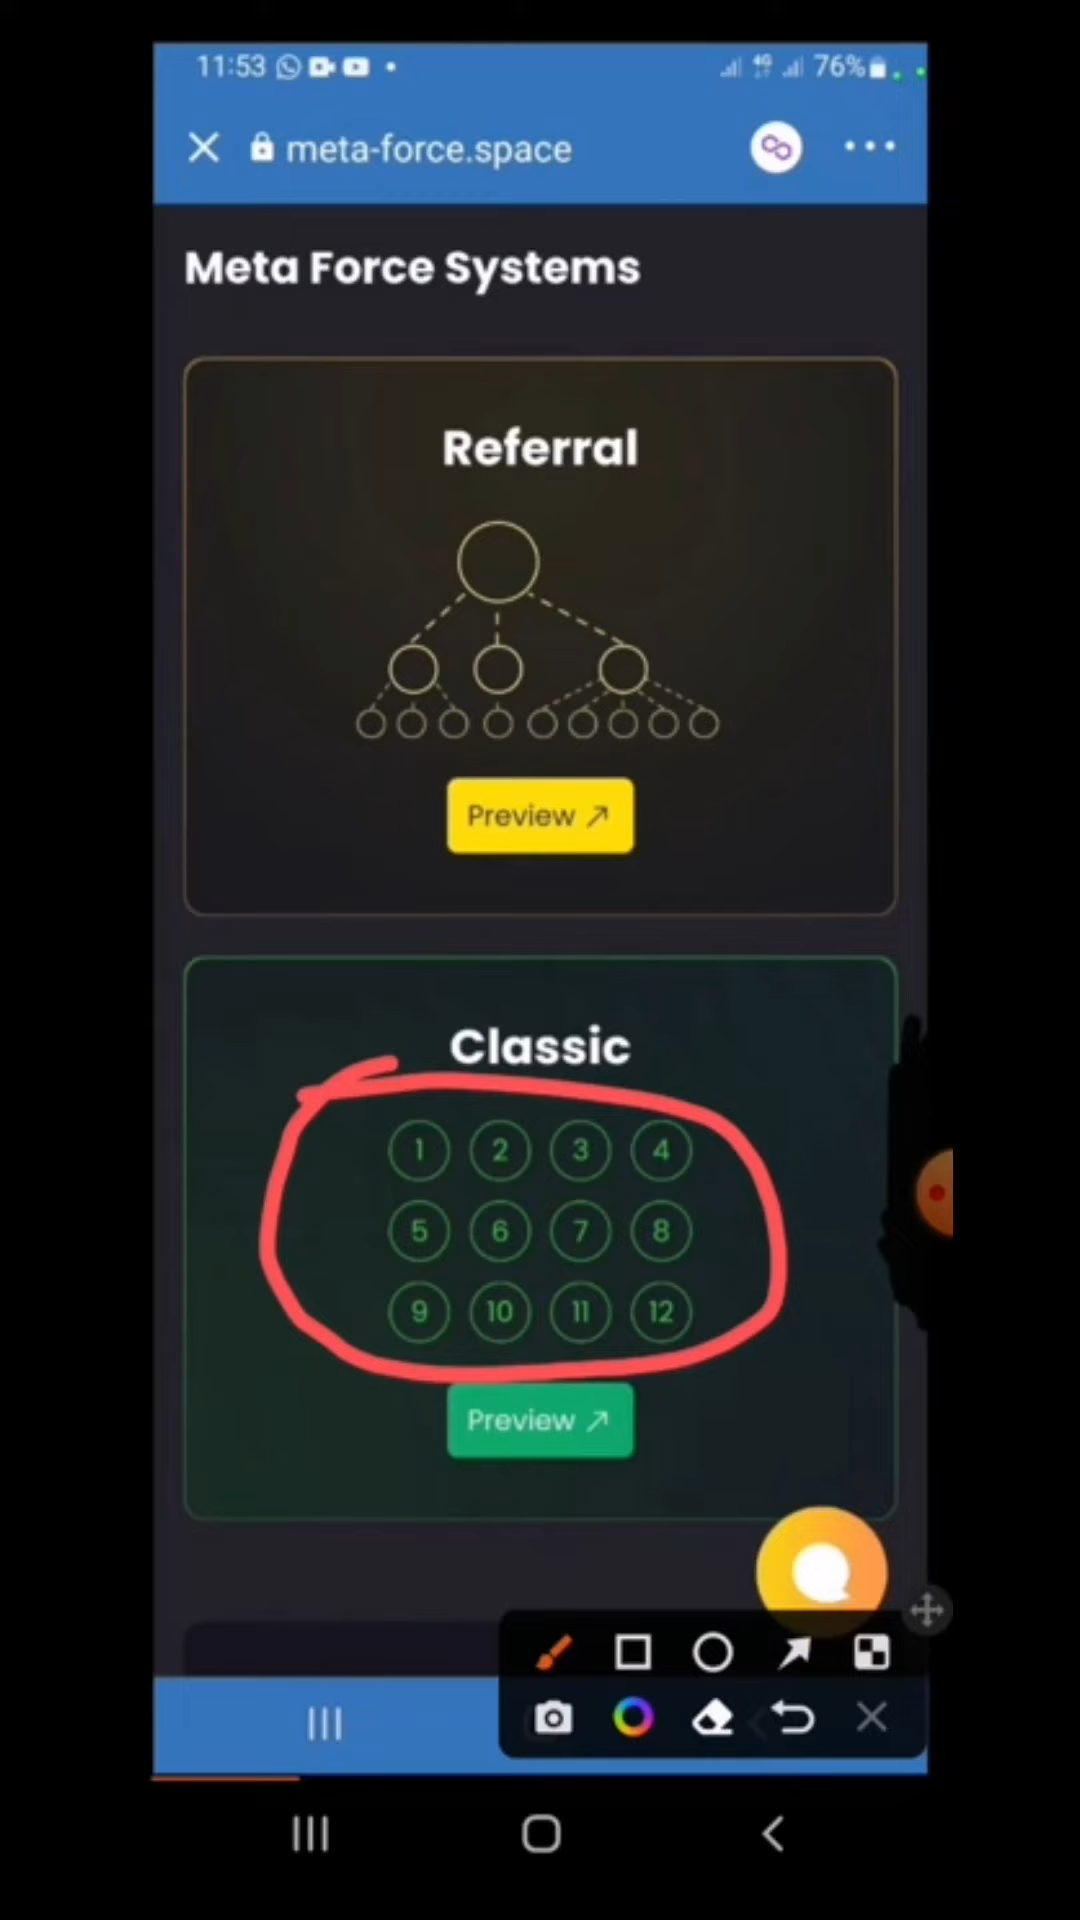 11:53 4G 76%
meta-force.space
Meta Force Systems
Referral
Preview
Classic
1 2 3 4
5 6 7 8
9 10 11 12
Preview